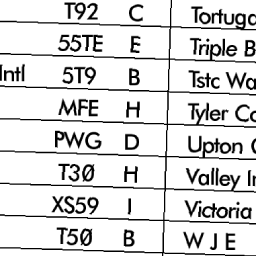 T92 C Tortuga
55TE E Triple B
Intl 5T9 B Tstc Wa
MFE H Tyler Co
PWG D Upton
T3Ø H Valley In
XS59 I Victoria
T5Ø B W J E